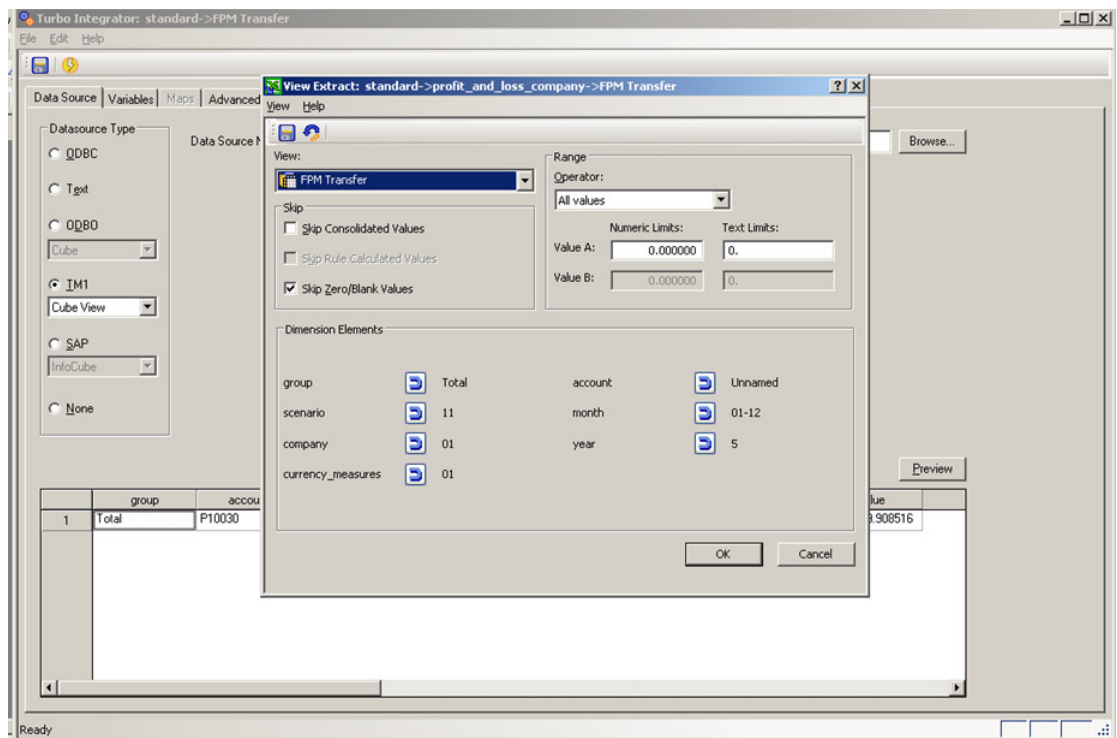 Turbo Integrator: standard->FPM Transfer
File Edit Help
Data Source Variables Maps Advanced
Datasource Type
ODBC
Text
ODBO
Cube
TM1
Cube View
SAP
InfoCube
None
Data Source
Browse...
Preview
group accou lue
1 Total P10030 .908516
Ready
View Extract: standard->profit_and_loss_company->FPM Transfer
View Help
View:
FPM Transfer
Skip
Skip Consolidated Values
Skip Rule Calculated Values
Skip Zero/Blank Values
Range
Operator:
All values
Numeric Limits: Text Limits:
Value A: 0.000000 0.
Value B: 0.000000 0.
Dimension Elements
group Total account Unnamed
scenario 11 month 01-12
company 01 year 5
currency_measures 01
OK Cancel